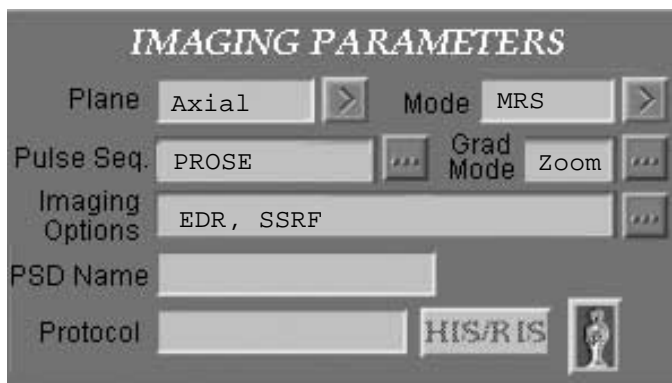 IMAGING PARAMETERS
Plane Axial > Mode MRS >
Pulse Seq. PROSE ... Grad Mode Zoom ...
Imaging Options EDR, SSRF ...
PSD Name
Protocol HIS/RIS